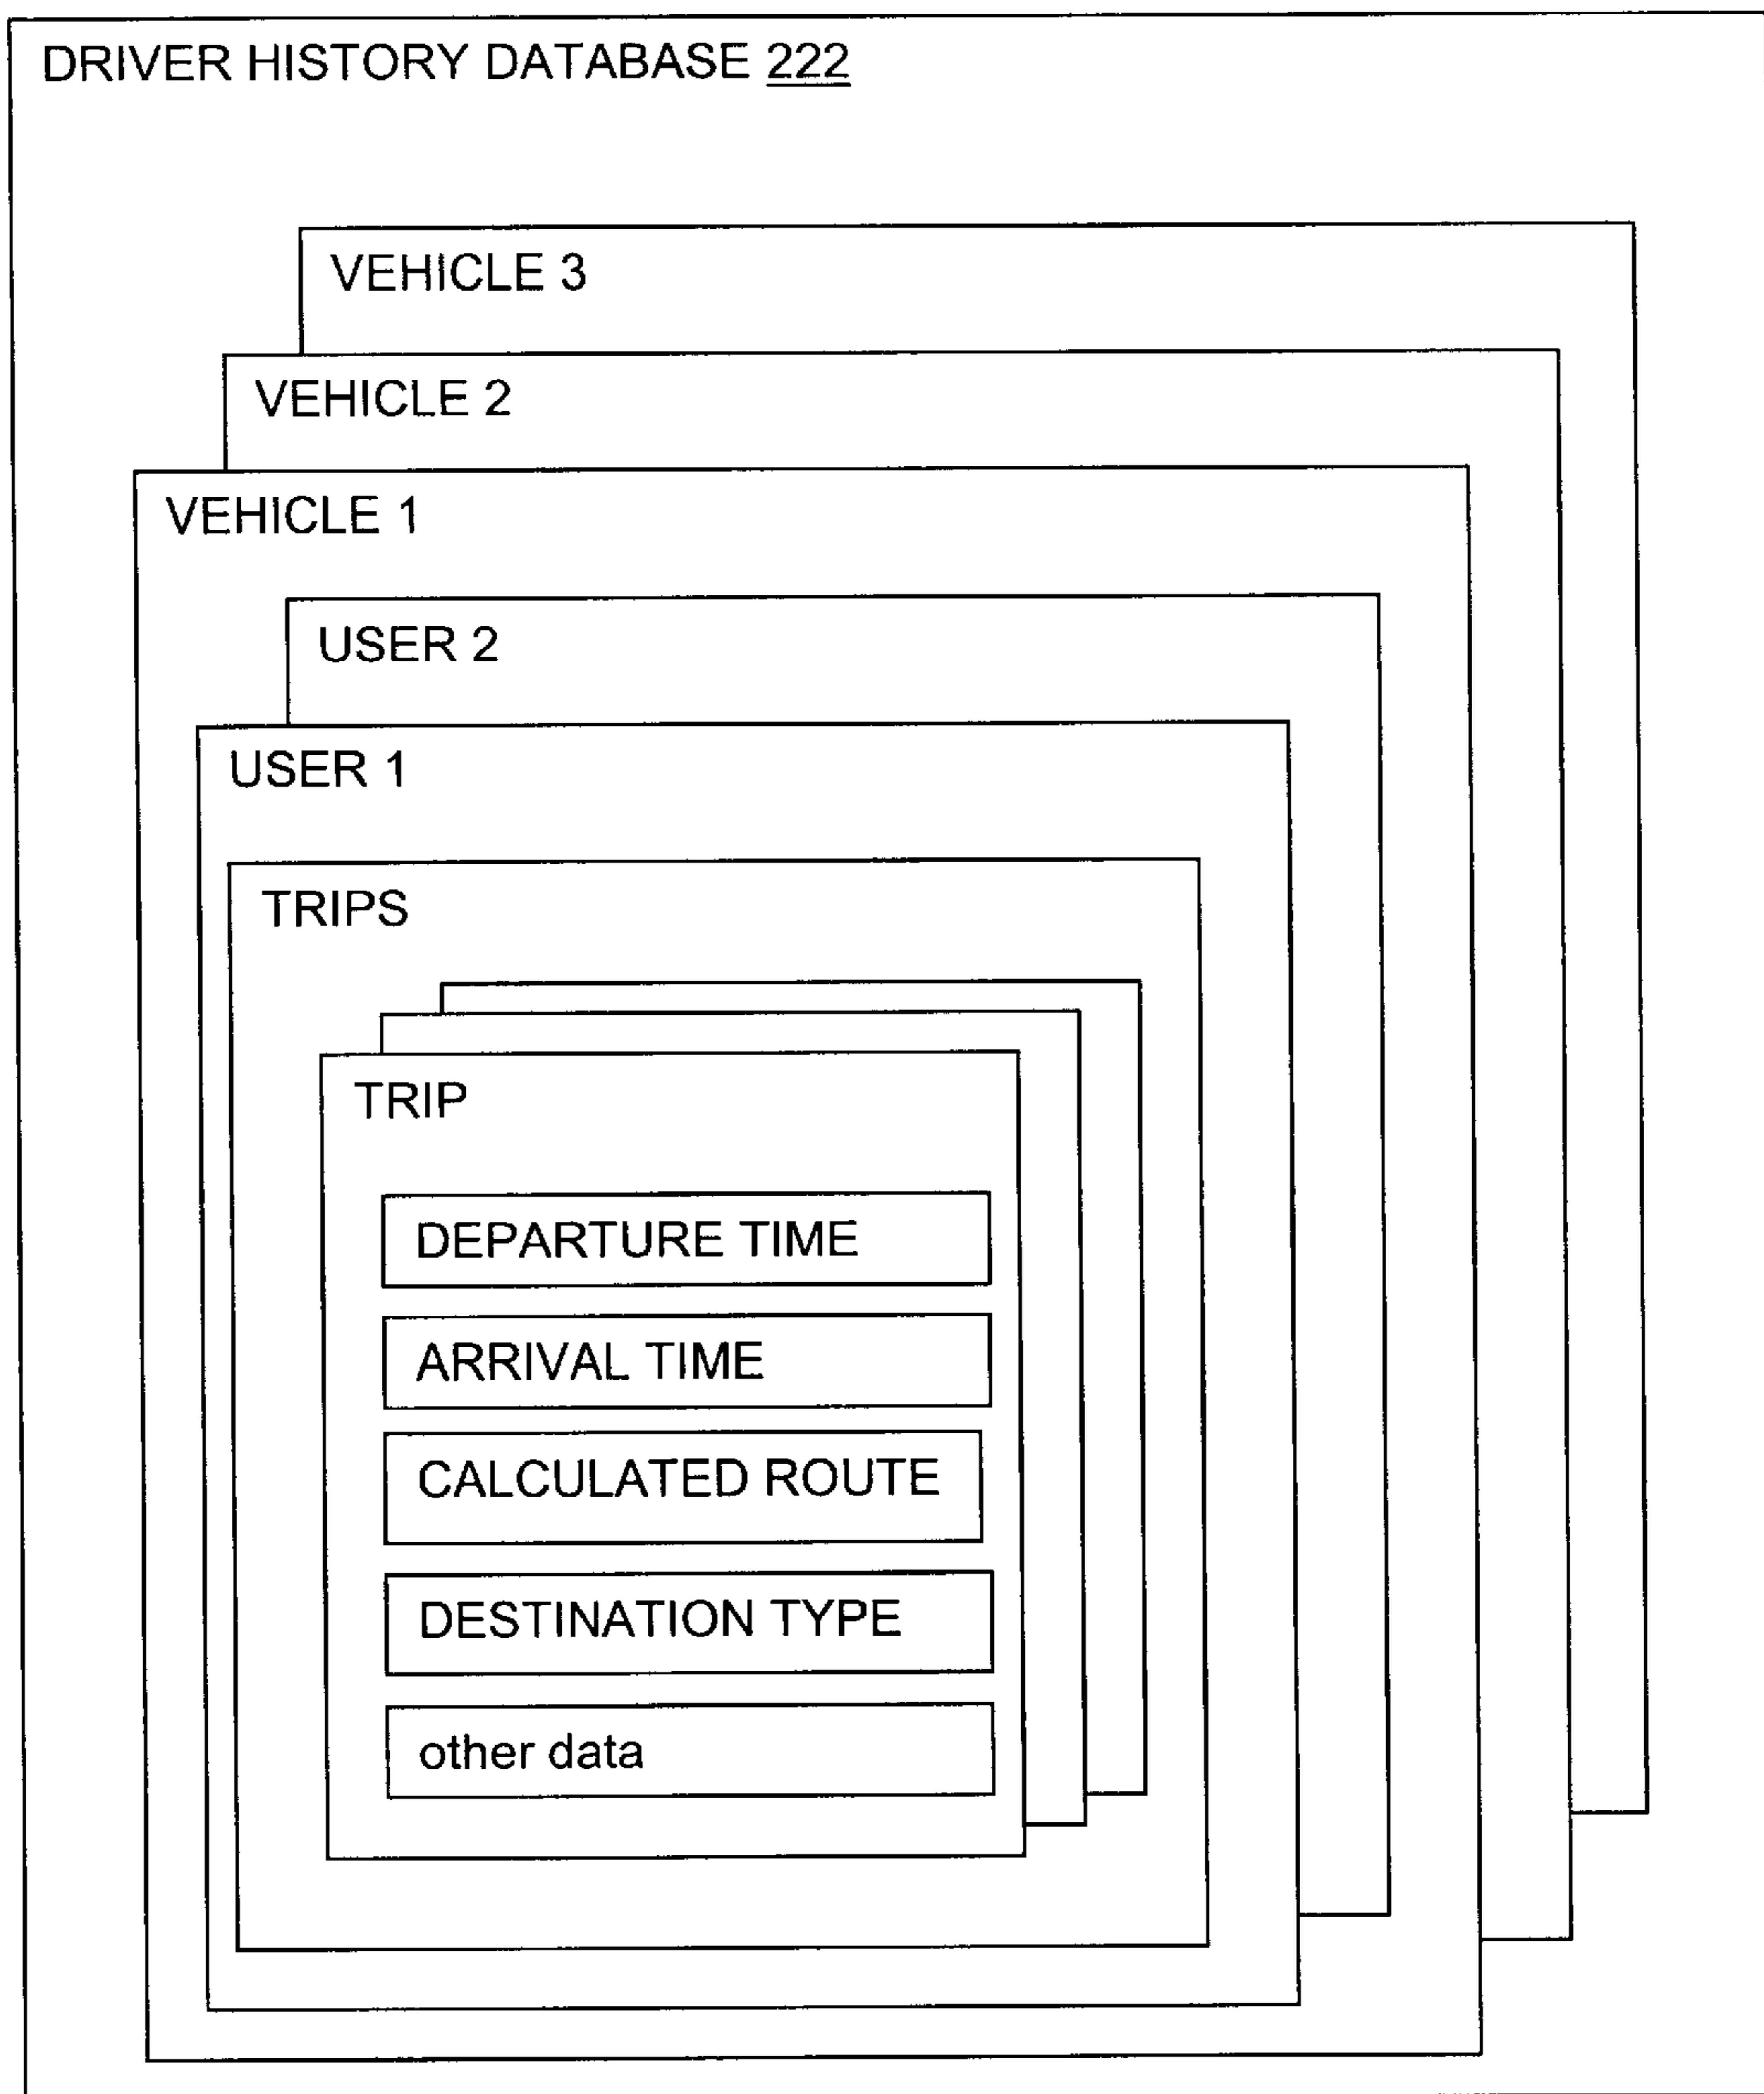 DRIVER HISTORY DATABASE 222
VEHICLE 3
VEHICLE 2
VEHICLE 1
USER 2
USER 1
TRIPS
TRIP
DEPARTURE TIME
ARRIVAL TIME
CALCULATED ROUTE
DESTINATION TYPE
other data